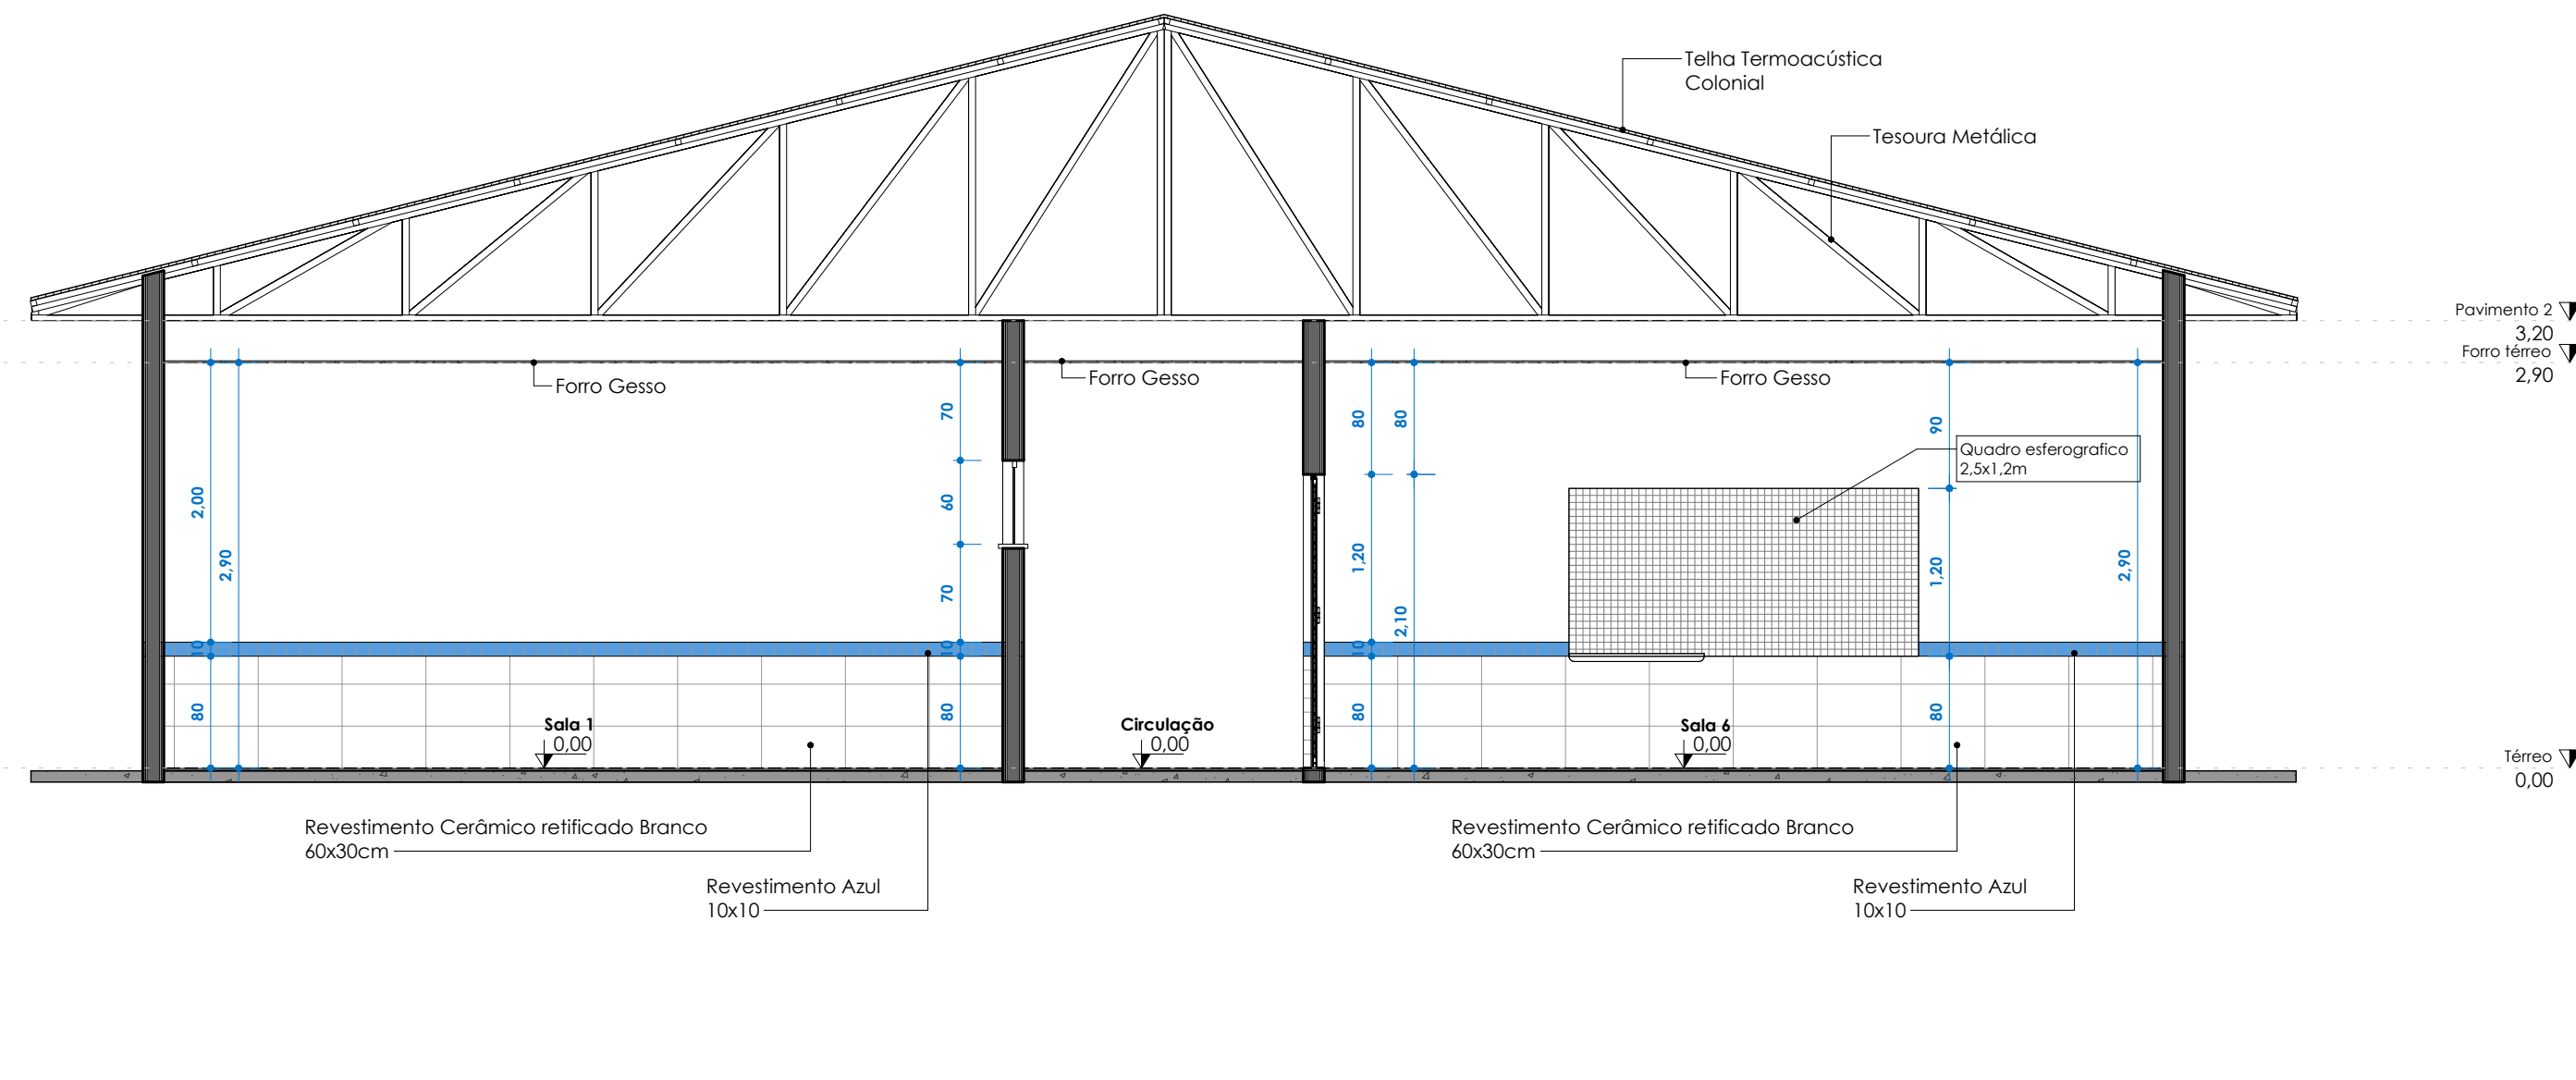 Telha Termoacústica
Colonial
Tesoura Metálica
Pavimento 2
3,20
Forro térreo
2,90
Forro Gesso
Forro Gesso
Forro Gesso
2,00
2,90
10
80
70
60
70
10
80
80
80
1,20
2,10
10
80
90
1,20
80
2,90
Quadro esferografico
2,5x1,2m
Sala 1
0,00
Circulação
0,00
Sala 6
0,00
Térreo
0,00
Revestimento Cerâmico retificado Branco
60x30cm
Revestimento Azul
10x10
Revestimento Cerâmico retificado Branco
60x30cm
Revestimento Azul
10x10